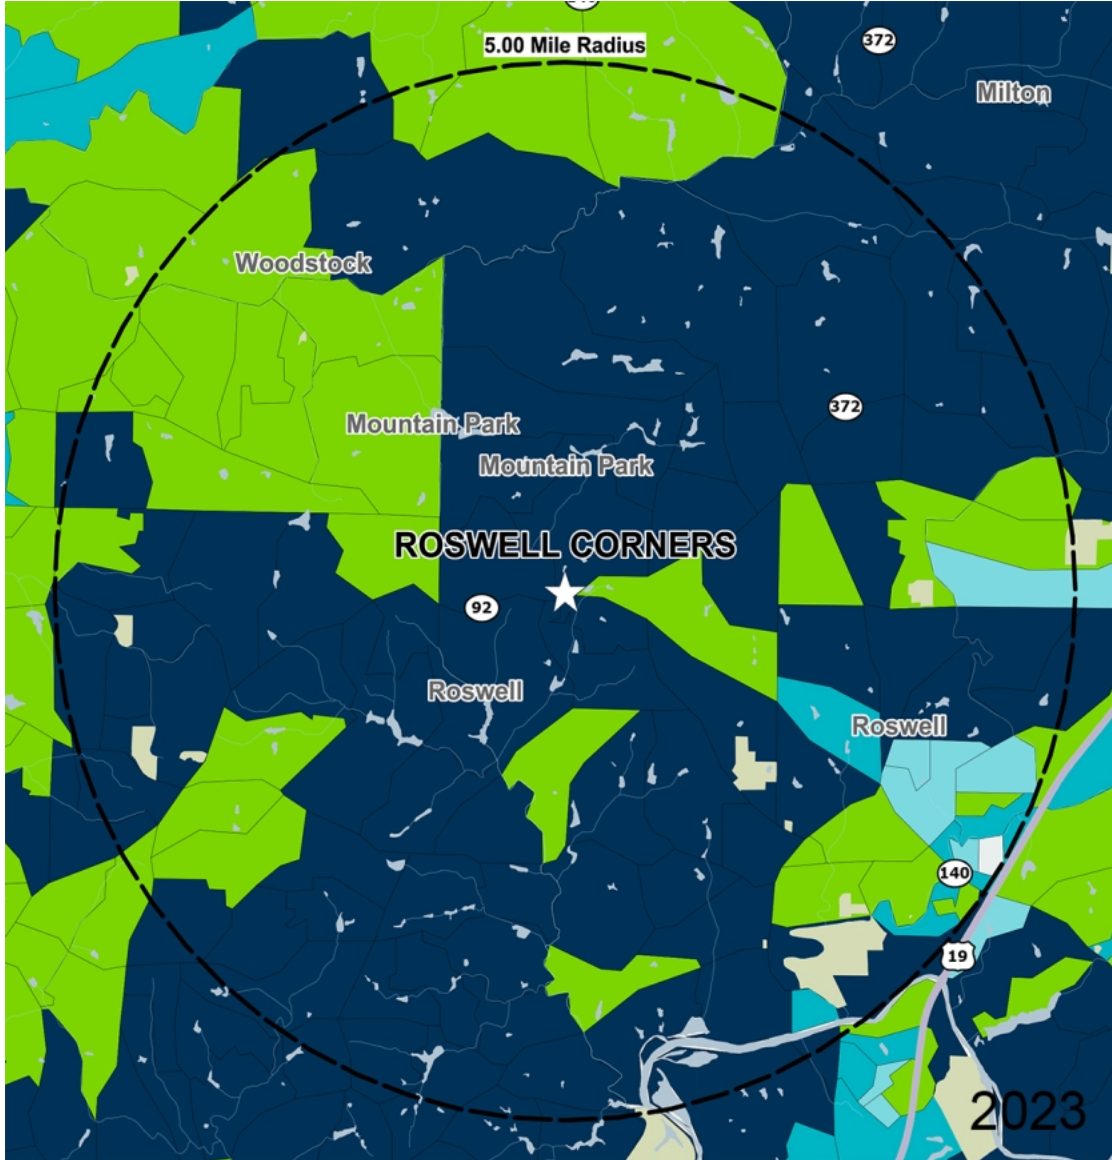 5.00 Mile Radius
372
Milton
Woodstock
372
Mountain Park
Mountain Park
ROSWELL CORNERS
92
Roswell
Roswell
140
19
2023